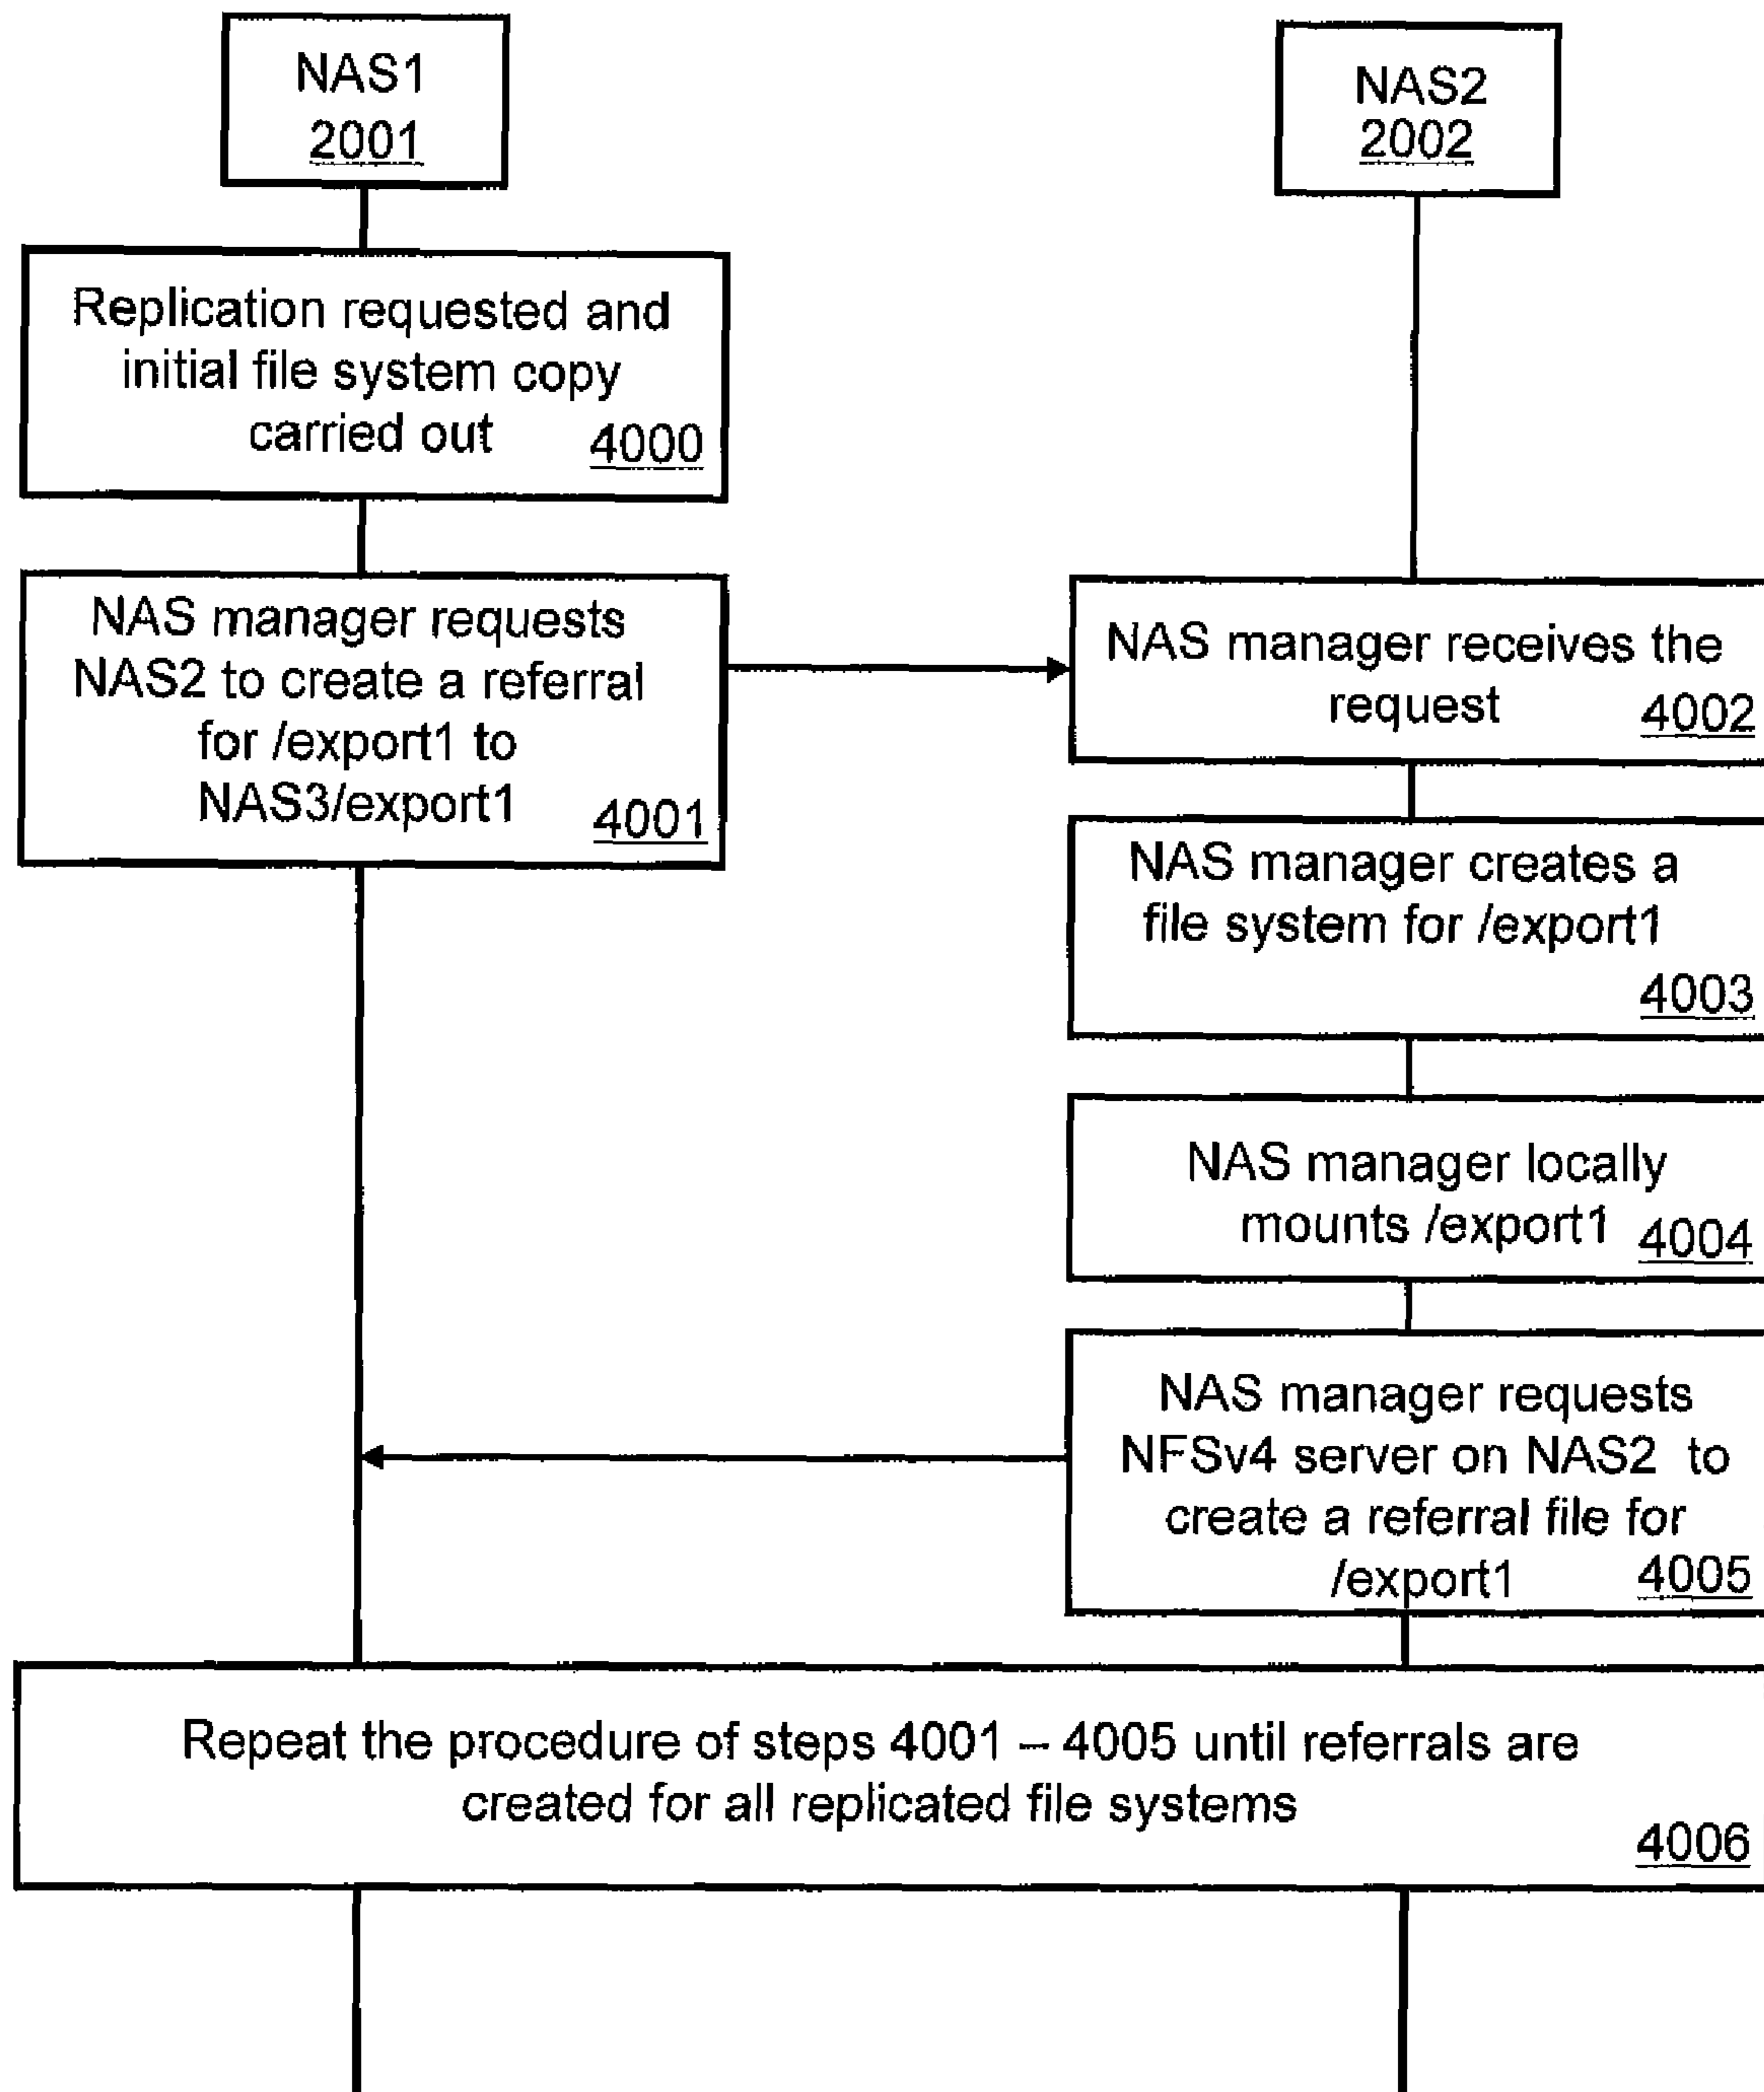 NAS1
2001
NAS2
2002
Replication requested and
initial file system copy
carried out
4000
NAS manager requests
NAS2 to create a referral
for /export1 to
NAS3/export1
4001
NAS manager receives the
request
4002
NAS manager creates a
file system for /export1
4003
NAS manager locally
mounts /export1
4004
NAS manager requests
NFSv4 server on NAS2 to
create a referral file for
/export1
4005
Repeat the procedure of steps 4001 – 4005 until referrals are
created for all replicated file systems
4006